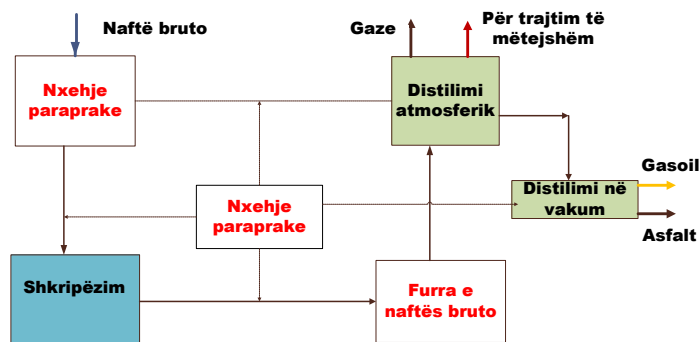 Naftë bruto
Gaze
Për trajtim të
mëtejshëm
Nxehje
paraprake
Distilimi
atmosferik
Gasoil
Nxehje
paraprake
Distilimi në
vakum
Asfalt
Shkripëzim
Furra e
naftës bruto